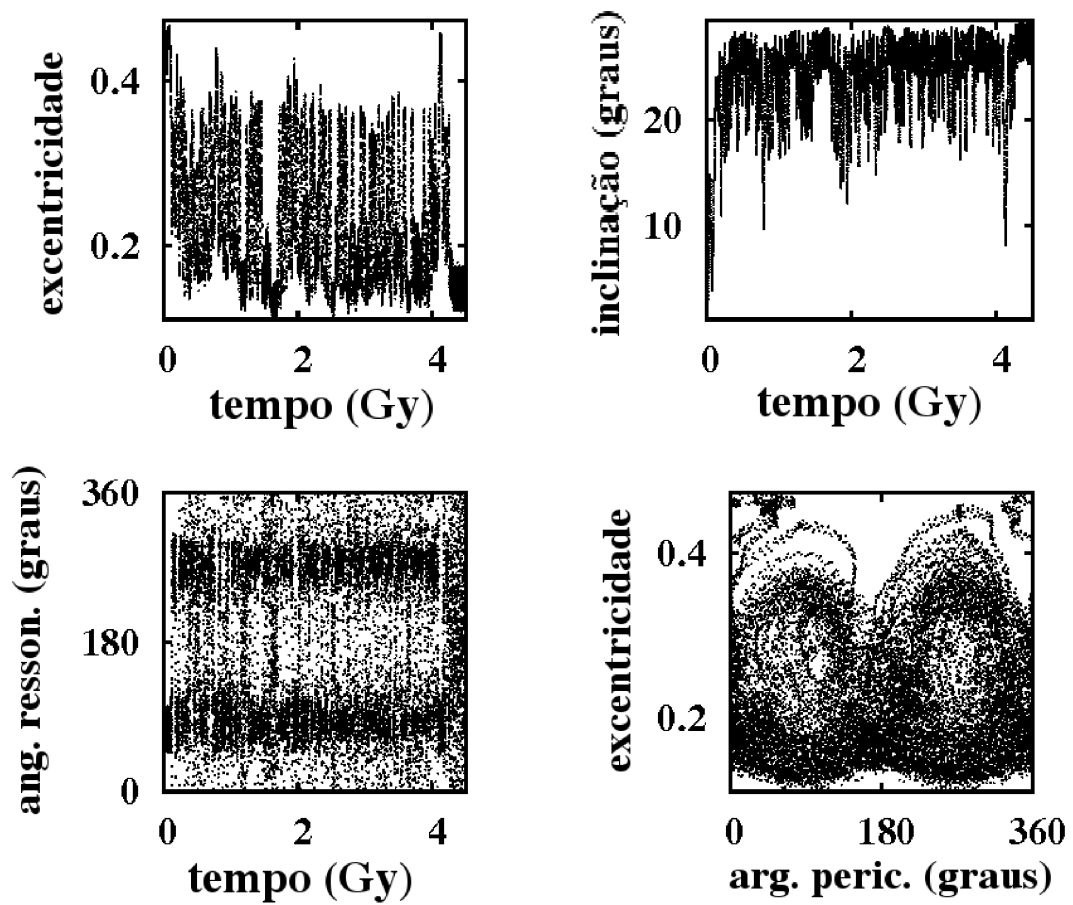 excentricidade
0.4
0.2
0 2 4
tempo (Gy)
inclinação (graus)
20
10
0 2 4
tempo (Gy)
ang. resson. (graus)
360
180
0
0 2 4
tempo (Gy)
excentricidade
0.4
0.2
0 180 360
arg. peric. (graus)